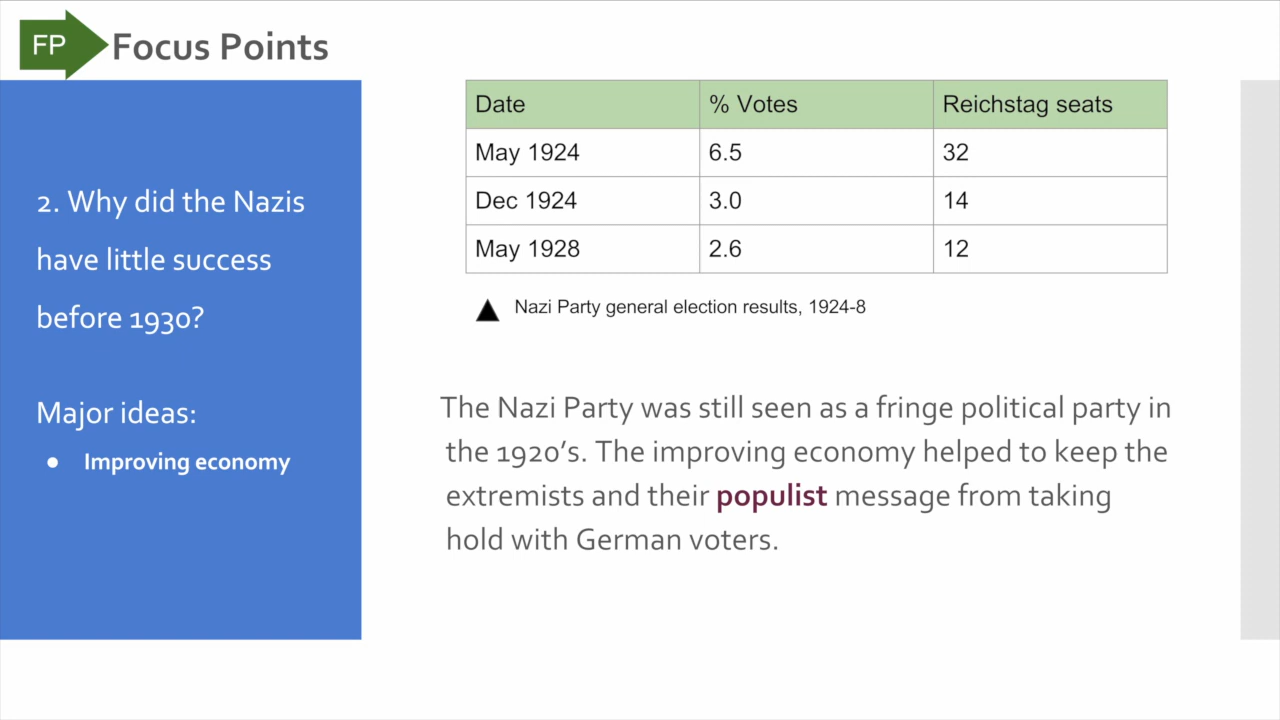 FP
Focus Points
2. Why did the Nazis
have little success
before 1930?
Major ideas:
● Improving economy
Date % Votes Reichstag seats
May 1924 6.5 32
Dec 1924 3.0 14
May 1928 2.6 12
Nazi Party general election results, 1924-8
The Nazi Party was still seen as a fringe political party in
the 1920's. The improving economy helped to keep the
extremists and their populist message from taking
hold with German voters.